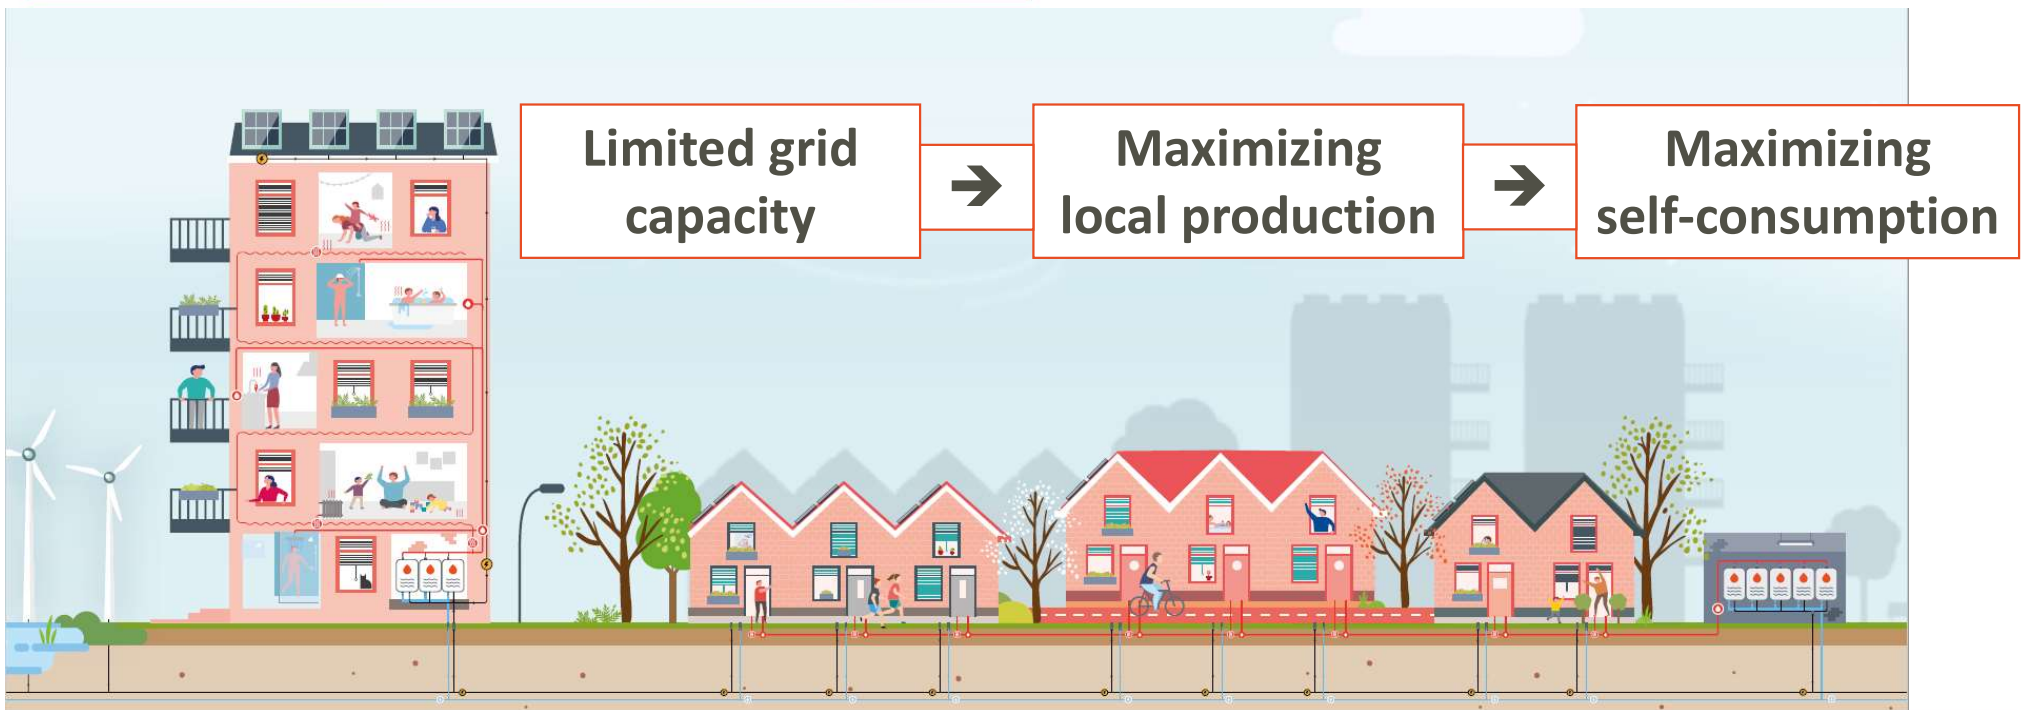 Limited grid
capacity
➔
Maximizing
local production
➔
Maximizing
self-consumption